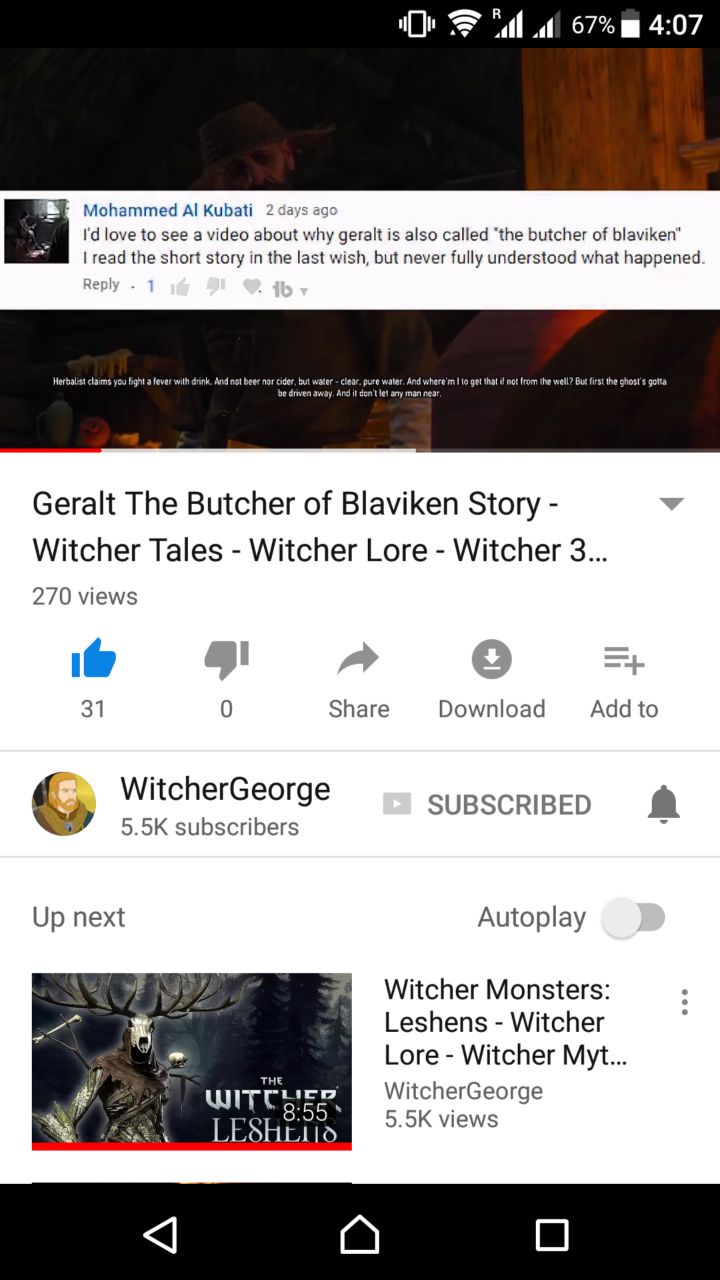 R 67% 4:07
Mohammed Al Kubati 2 days ago
I'd love to see a video about why geralt is also called "the butcher of blaviken"
I read the short story in the last wish, but never fully understood what happened.
Reply . 1
Herbalist claims you fight a fever with drink. And not beer nor cider, but water - clear, pure water. And where'm I to get that if not from the well? But first the ghost's gotta
be driven away. And it don't let any man near.
Geralt The Butcher of Blaviken Story -
Witcher Tales - Witcher Lore - Witcher 3...
270 views
31 0 Share Download Add to
WitcherGeorge SUBSCRIBED
5.5K subscribers
Up next Autoplay
THE
WITCHER
8:55
LESHENS
Witcher Monsters:
Leshens - Witcher
Lore - Witcher Myt...
WitcherGeorge
5.5K views